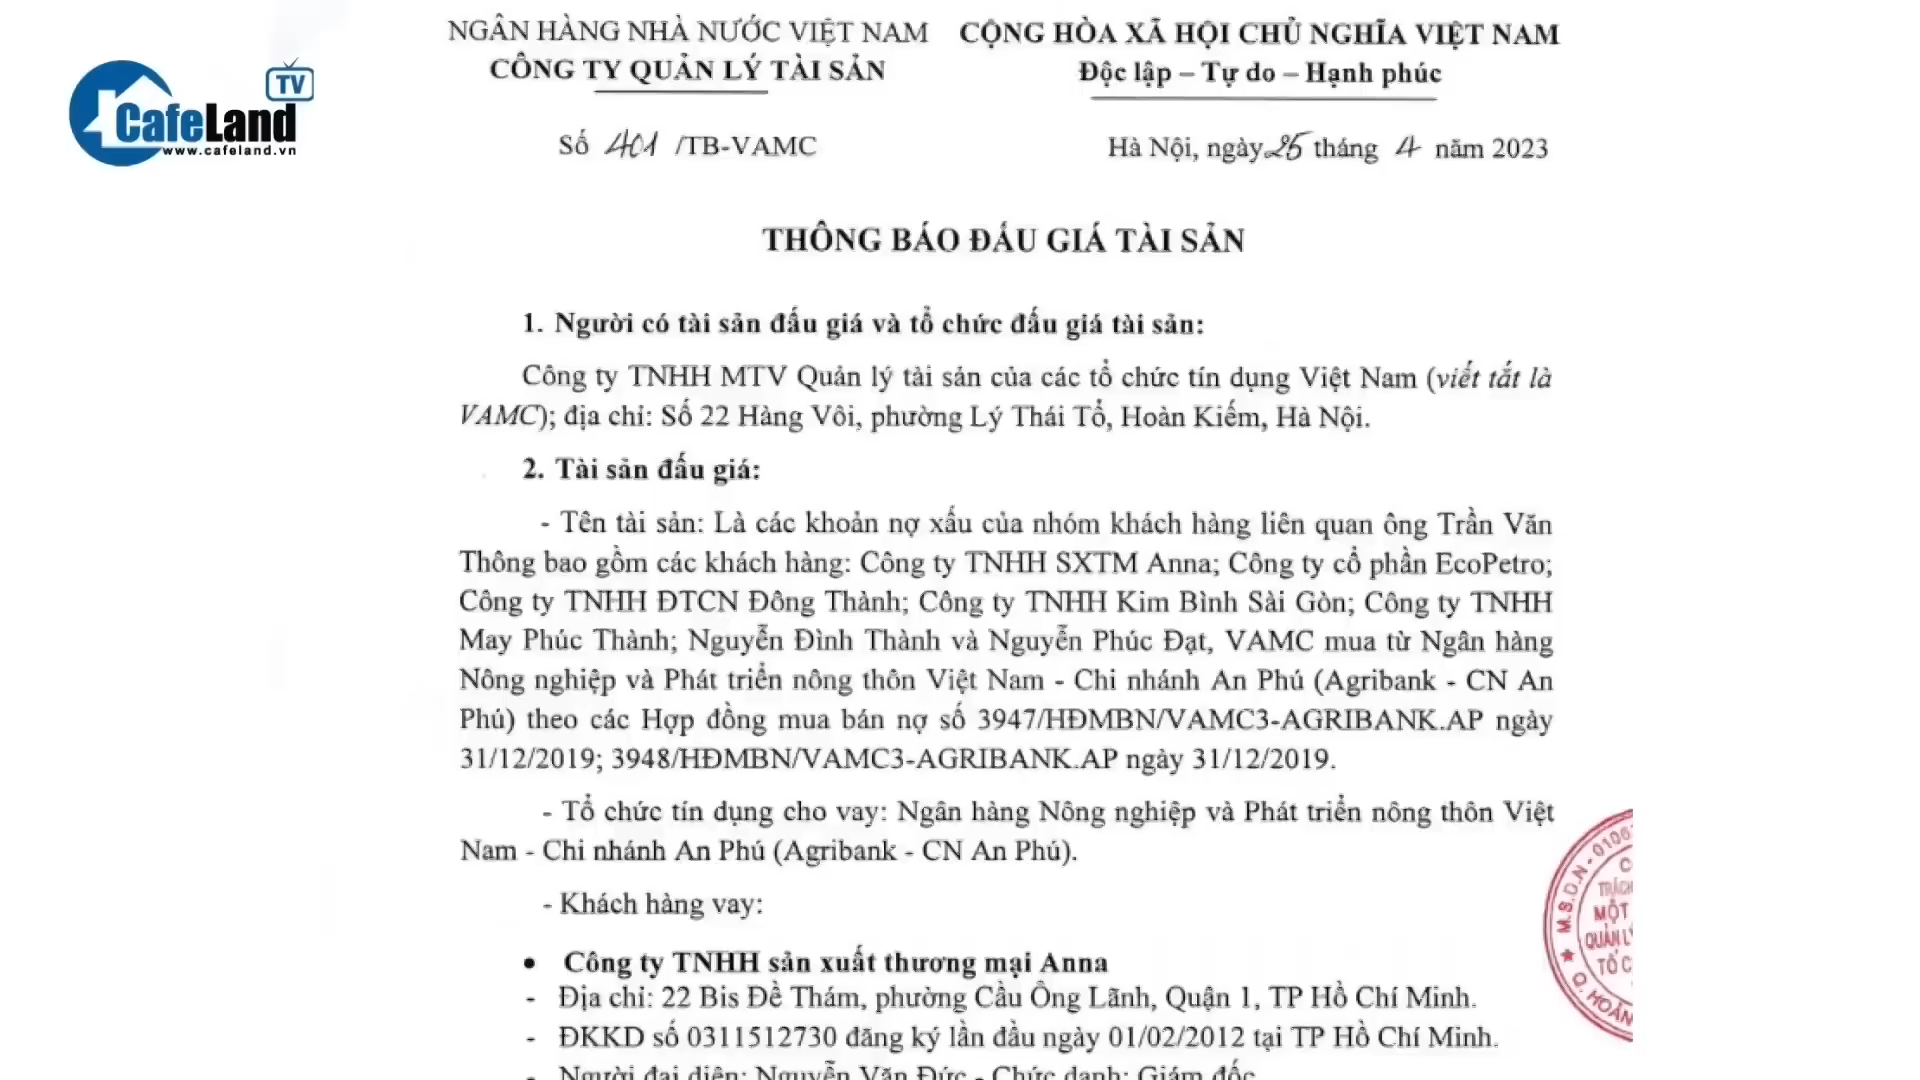 NGÂN HÀNG NHÀ NƯỚC VIỆT NAM
CÔNG TY QUẢN LÝ TÀI SẢN
CỘNG HÒA XÃ HỘI CHỦ NGHĨA VIỆT NAM
Độc lập – Tự do – Hạnh phúc
TV
CafeLand
www.cafeland.vn
Số 401 /TB-VAMC
Hà Nội, ngày 25 tháng 4 năm 2023
THÔNG BÁO ĐẤU GIÁ TÀI SẢN
1. Người có tài sản đấu giá và tổ chức đấu giá tài sản:
Công ty TNHH MTV Quản lý tài sản của các tổ chức tín dụng Việt Nam (viết tắt là
VAMC); địa chỉ: Số 22 Hàng Vôi, phường Lý Thái Tổ, Hoàn Kiếm, Hà Nội.
2. Tài sản đấu giá:
- Tên tài sản: Là các khoản nợ xấu của nhóm khách hàng liên quan ông Trần Văn
Thông bao gồm các khách hàng: Công ty TNHH SXTM Anna; Công ty cổ phần EcoPetro;
Công ty TNHH ĐTCN Đông Thành; Công ty TNHH Kim Bình Sài Gòn; Công ty TNHH
May Phúc Thành; Nguyễn Đình Thành và Nguyễn Phúc Đạt, VAMC mua từ Ngân hàng
Nông nghiệp và Phát triển nông thôn Việt Nam - Chi nhánh An Phú (Agribank - CN An
Phú) theo các Hợp đồng mua bán nợ số 3947/HĐMBN/VAMC3-AGRIBANK.AP ngày
31/12/2019; 3948/HĐMBN/VAMC3-AGRIBANK.AP ngày 31/12/2019.
- Tổ chức tín dụng cho vay: Ngân hàng Nông nghiệp và Phát triển nông thôn Việt
Nam - Chi nhánh An Phú (Agribank - CN An Phú).
- Khách hàng vay:
• Công ty TNHH sản xuất thương mại Anna
- Địa chỉ: 22 Bis Đề Thám, phường Cầu Ông Lãnh, Quận 1, TP Hồ Chí Minh.
- ĐKKD số 0311512730 đăng ký lần đầu ngày 01/02/2012 tại TP Hồ Chí Minh.
- Người đại diện: Nguyễn Văn Đức - Chức danh: Giám đốc
M.S.D.N
MỘT
QUẢN LÝ